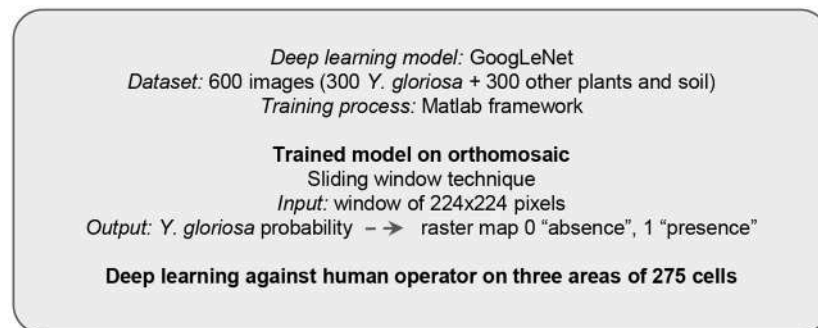 Deep learning model: GoogLeNet
Dataset: 600 images (300 Y. gloriosa + 300 other plants and soil)
Training process: Matlab framework
Trained model on orthomosaic
Sliding window technique
Input: window of 224x224 pixels
Output: Y. gloriosa probability --> raster map 0 “absence”, 1 “presence”
Deep learning against human operator on three areas of 275 cells